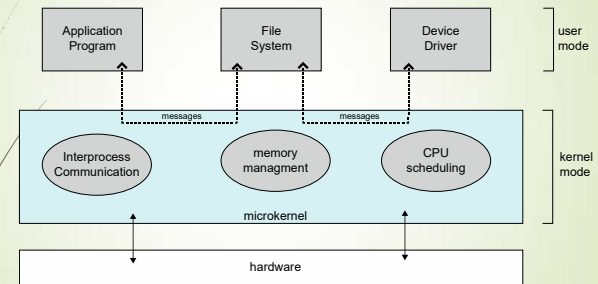 Application
Program
File
System
Device
Driver
user
mode
messages
messages
Interprocess
Communication
memory
managment
CPU
scheduling
kernel
mode
microkernel
hardware